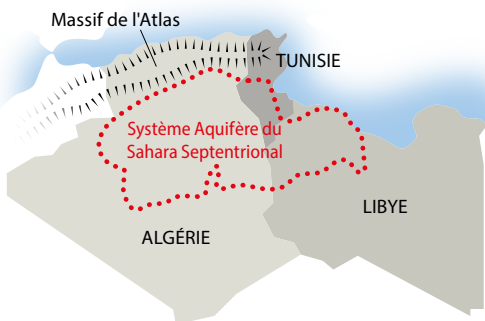 Massif de l'Atlas
TUNISIE
Système Aquifère du
Sahara Septentrional
LIBYE
ALGÉRIE